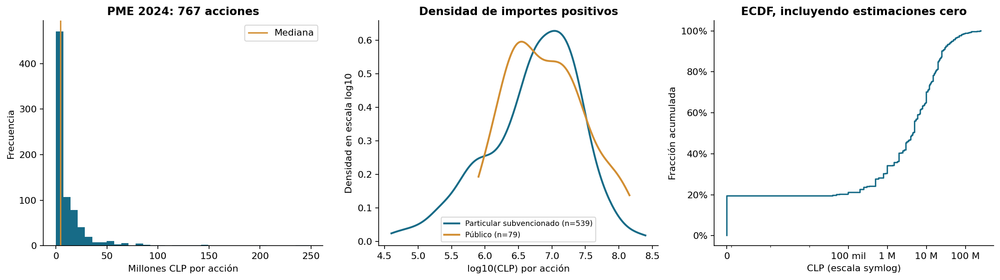 PME 2024: 767 acciones
Frecuencia
400
300
200
100
0
Mediana
0 50 100 150 200 250
Millones CLP por acción
Densidad de importes positivos
Densidad en escala log10
0.6
0.5
0.4
0.3
0.2
0.1
0.0
Particular subvencionado (n=539)
Público (n=79)
4.5 5.0 5.5 6.0 6.5 7.0 7.5 8.0 8.5
log10(CLP) por acción
ECDF, incluyendo estimaciones cero
Fracción acumulada
100%
80%
60%
40%
20%
0%
0 100 mil 1 M 10 M 100 M
CLP (escala symlog)